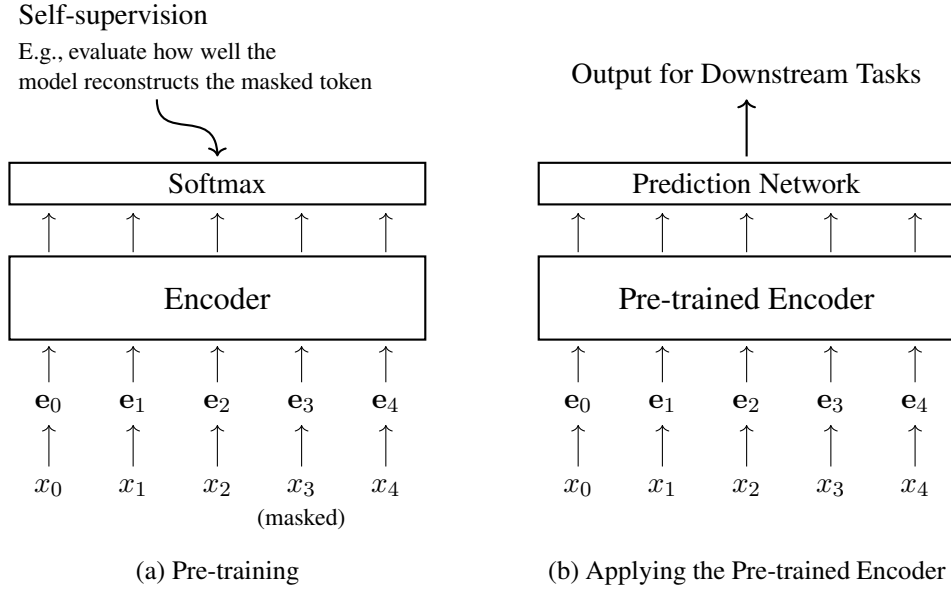 Self-supervision
E.g., evaluate how well the
model reconstructs the masked token
Softmax
Encoder
e₀ e₁ e₂ e₃ e₄
x₀ x₁ x₂ x₃ x₄
(masked)
(a) Pre-training
Output for Downstream Tasks
Prediction Network
Pre-trained Encoder
e₀ e₁ e₂ e₃ e₄
x₀ x₁ x₂ x₃ x₄
(b) Applying the Pre-trained Encoder